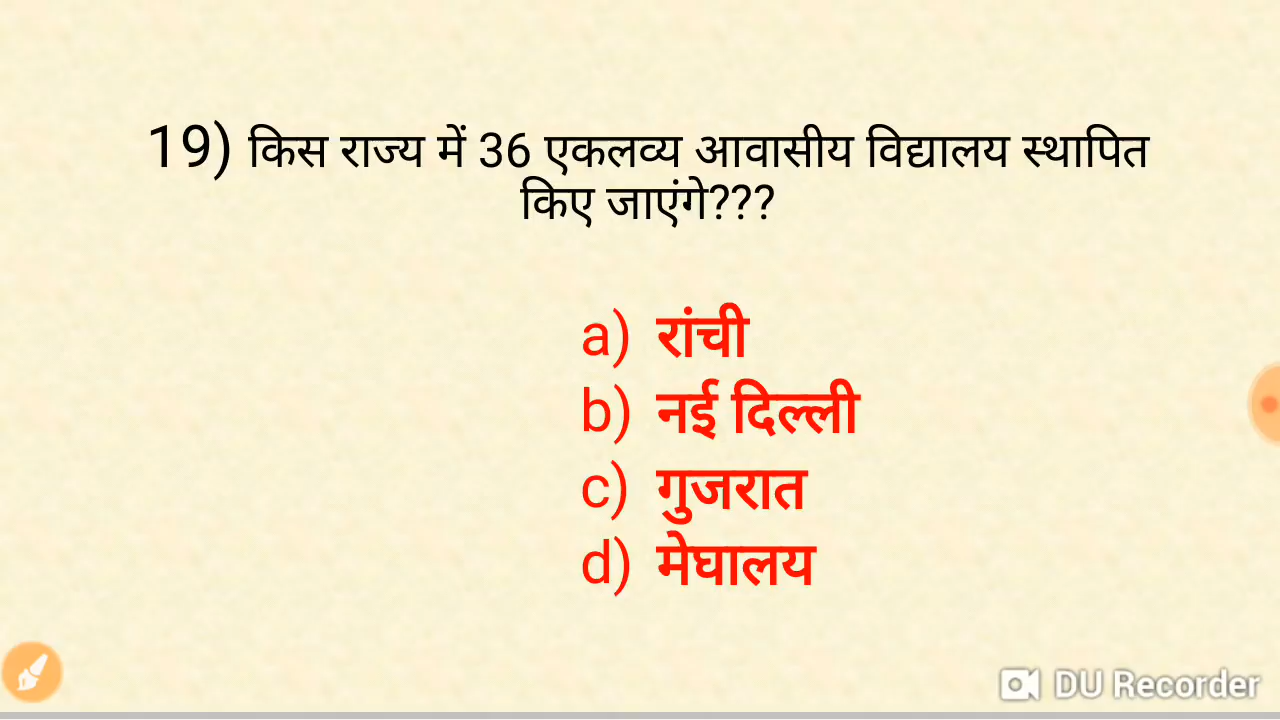 19) किस राज्य में 36 एकलव्य आवासीय विद्यालय स्थापित
किए जाएंगे???
a) रांची
b) नई दिल्ली
c) गुजरात
d) मेघालय
DU Recorder